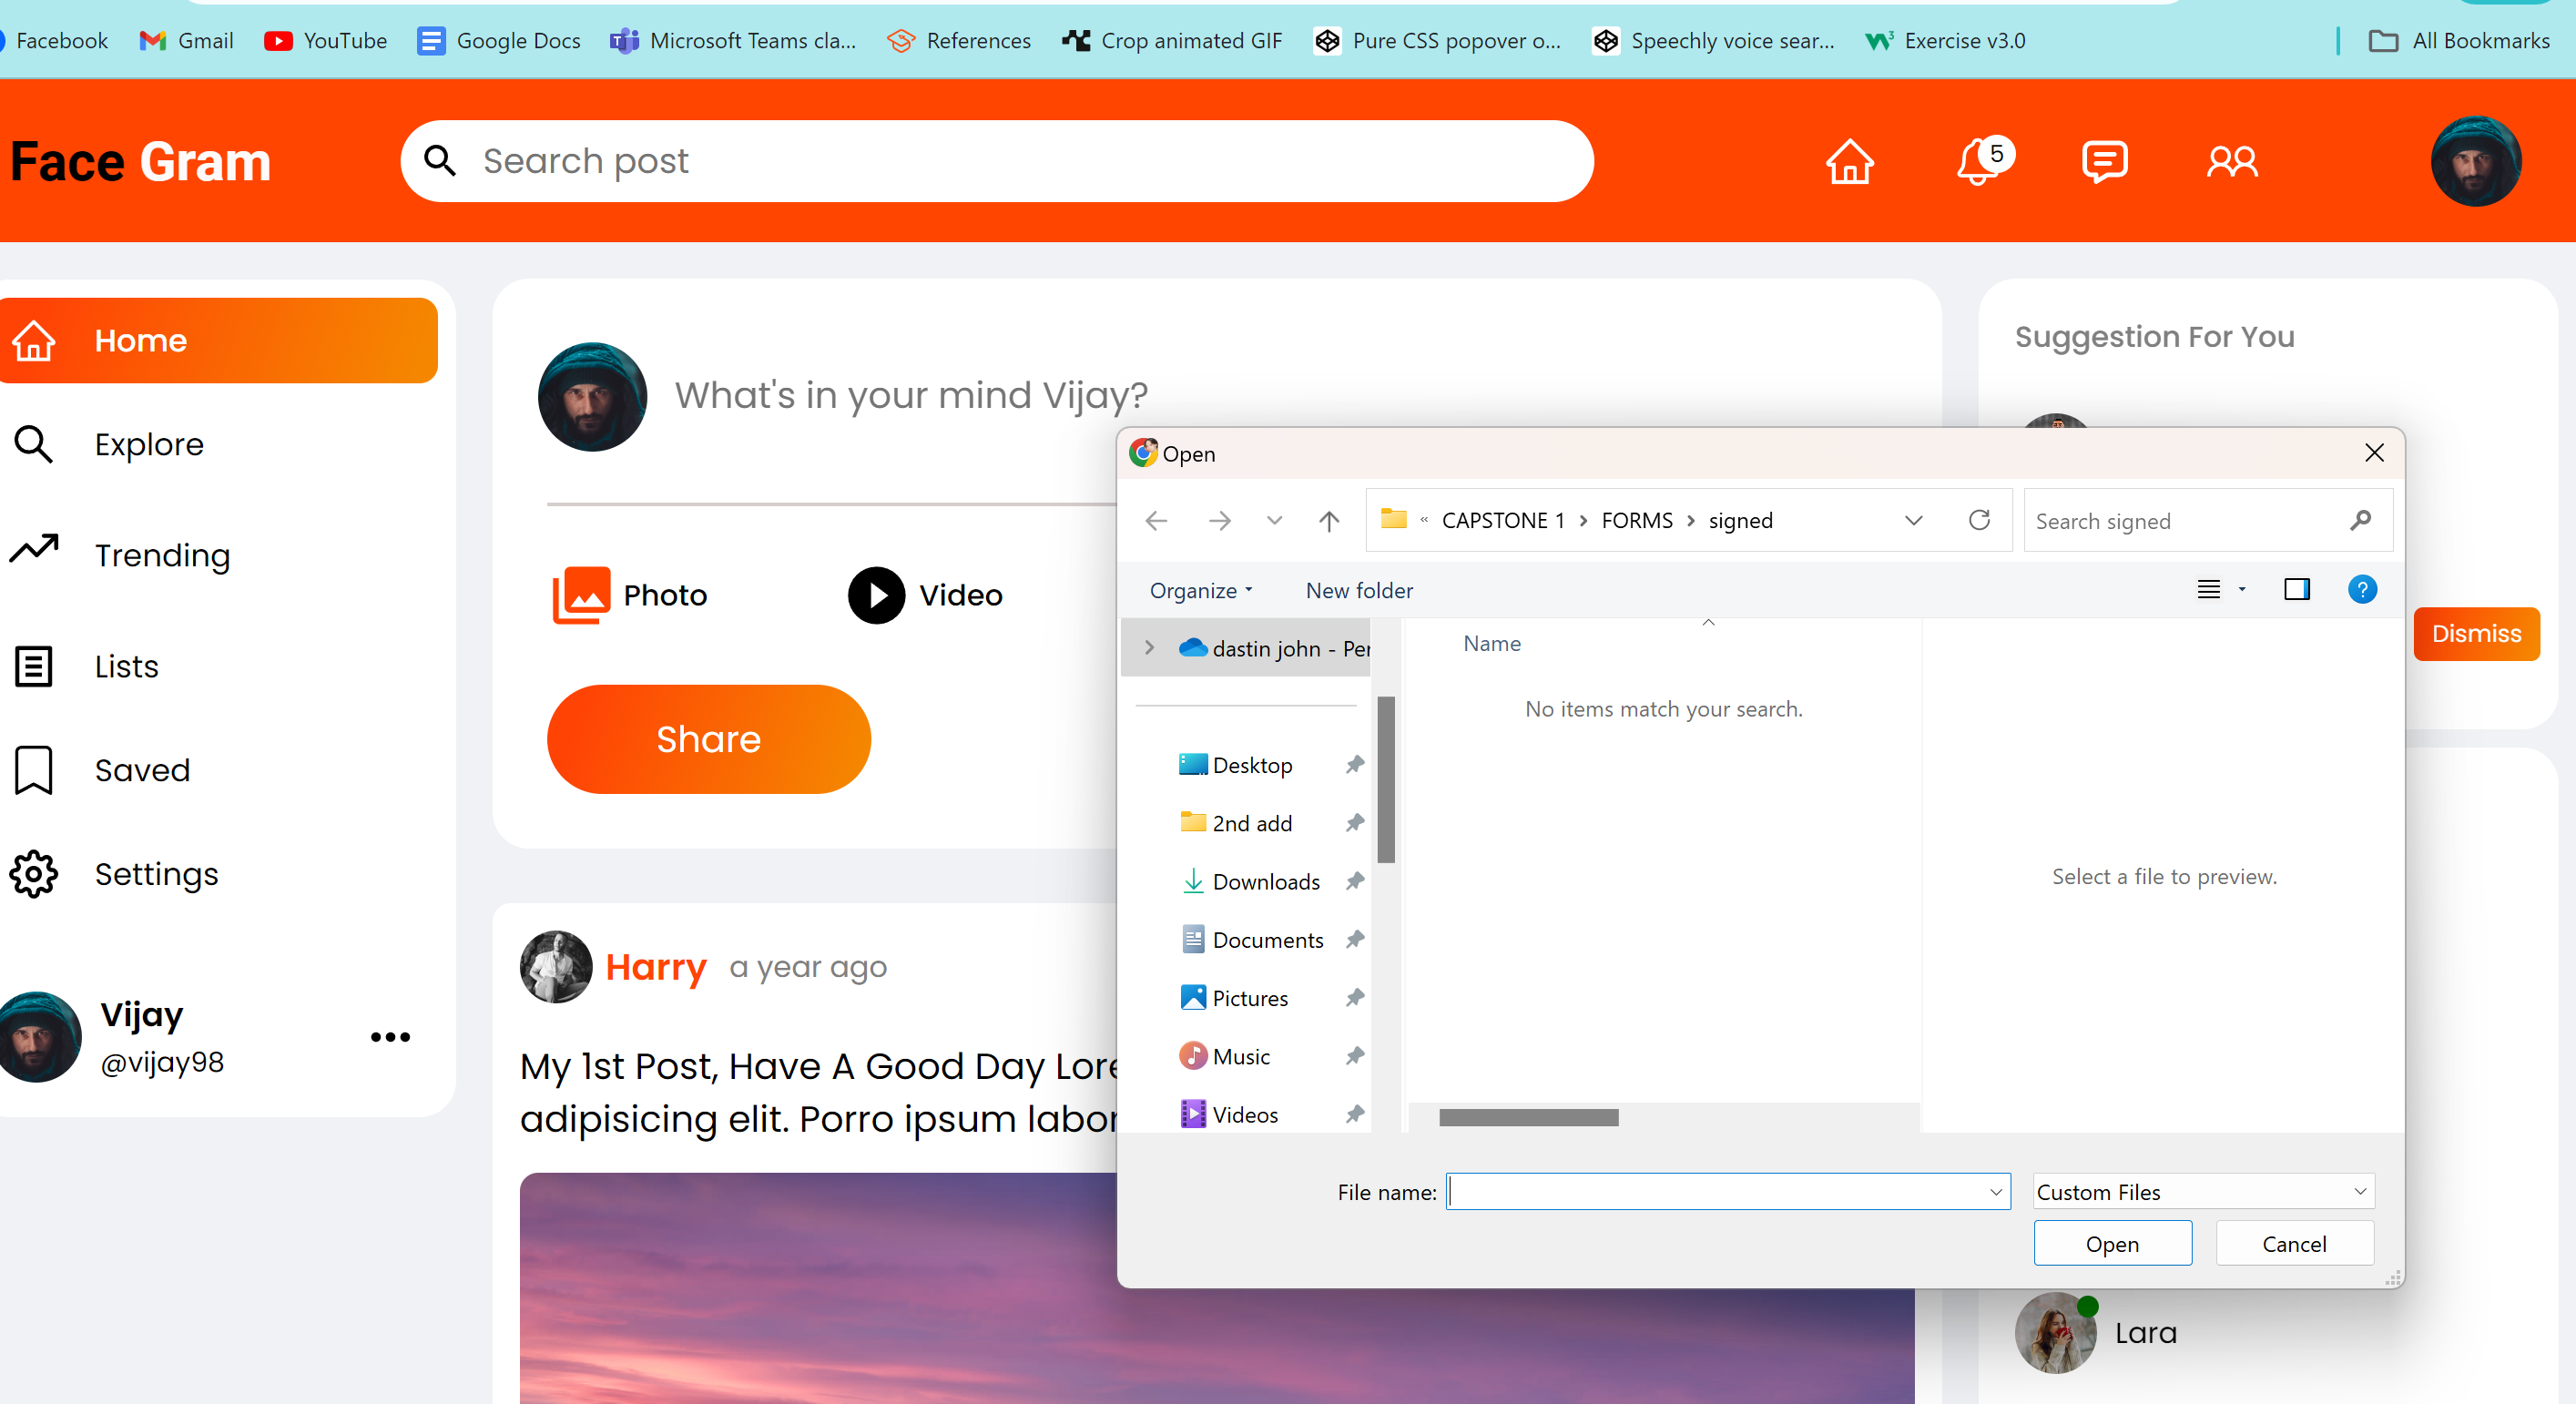 Facebook
Gmail
YouTube
Google Docs
Microsoft Teams cla...
References
Crop animated GIF
Pure CSS popover o...
Speechly voice sear...
Exercise v3.0
All Bookmarks
Face Gram
Search post
5
Home
Explore
Trending
Lists
Saved
Settings
Vijay
@vijay98
What's in your mind Vijay?
Photo
Video
Share
Harry a year ago
My 1st Post, Have A Good Day Lore
adipisicing elit. Porro ipsum labor
Suggestion For You
Dismiss
Lara
Open
« CAPSTONE 1 > FORMS > signed
Search signed
Organize
New folder
?
dastin john - Per
Desktop
2nd add
Downloads
Documents
Pictures
Music
Videos
Name
No items match your search.
Select a file to preview.
File name:
Custom Files
Open
Cancel